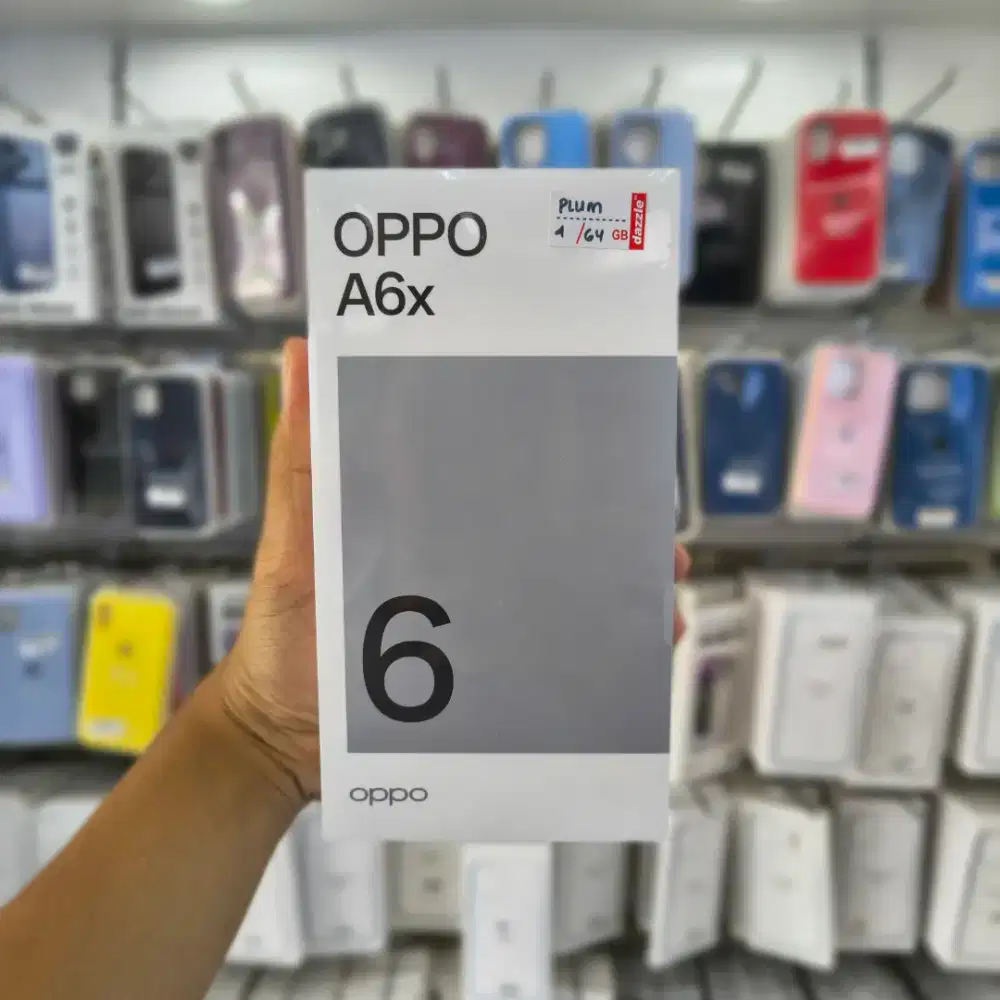 OPPO
A6x
PLUM
4/64 GB
dazzle
6
oppo